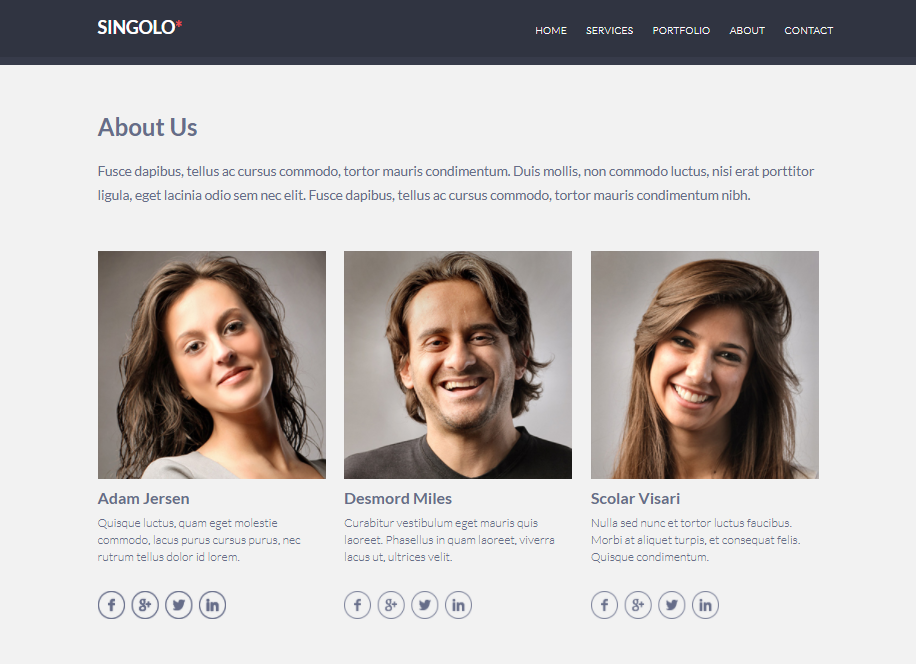 SINGOLO*
HOME SERVICES PORTFOLIO ABOUT CONTACT
About Us
Fusce dapibus, tellus ac cursus commodo, tortor mauris condimentum. Duis mollis, non commodo luctus, nisi erat porttitor
ligula, eget lacinia odio sem nec elit. Fusce dapibus, tellus ac cursus commodo, tortor mauris condimentum nibh.
Adam Jersen
Quisque luctus, quam eget molestie
commodo, lacus purus cursus purus, nec
rutrum tellus dolor id lorem.
Desmord Miles
Curabitur vestibulum eget mauris quis
laoreet. Phasellus in quam laoreet, viverra
lacus ut, ultrices velit.
Scolar Visari
Nulla sed nunc et tortor luctus faucibus.
Morbi at aliquet turpis, et consequat felis.
Quisque condimentum.